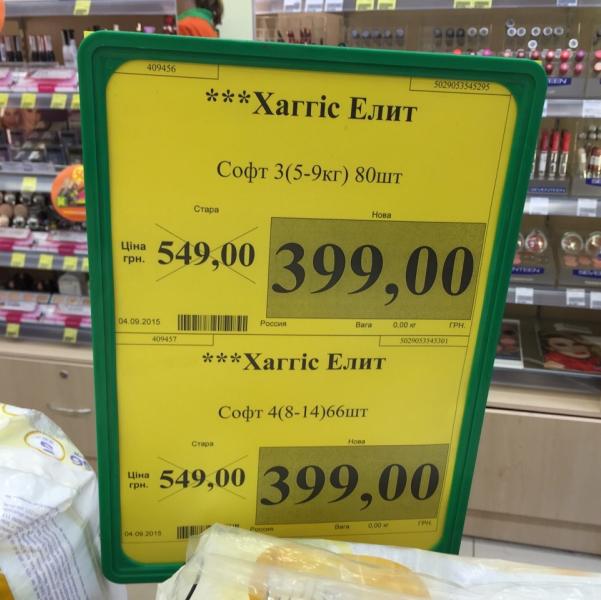 409456
5029053545295
***Хаггіс Елит
Софт 3(5-9кг) 80шт
Стара
Нова
Ціна грн.
549,00
399,00
04.09.2015
Россия
Вага
0,00 кг
ГРН.
409457
5029053545301
***Хаггіс Елит
Софт 4(8-14)66шт
Стара
Нова
Ціна грн.
549,00
399,00
04.09.2015
Россия
Вага
0,00 кг
ГРН.
SEVENTEEN